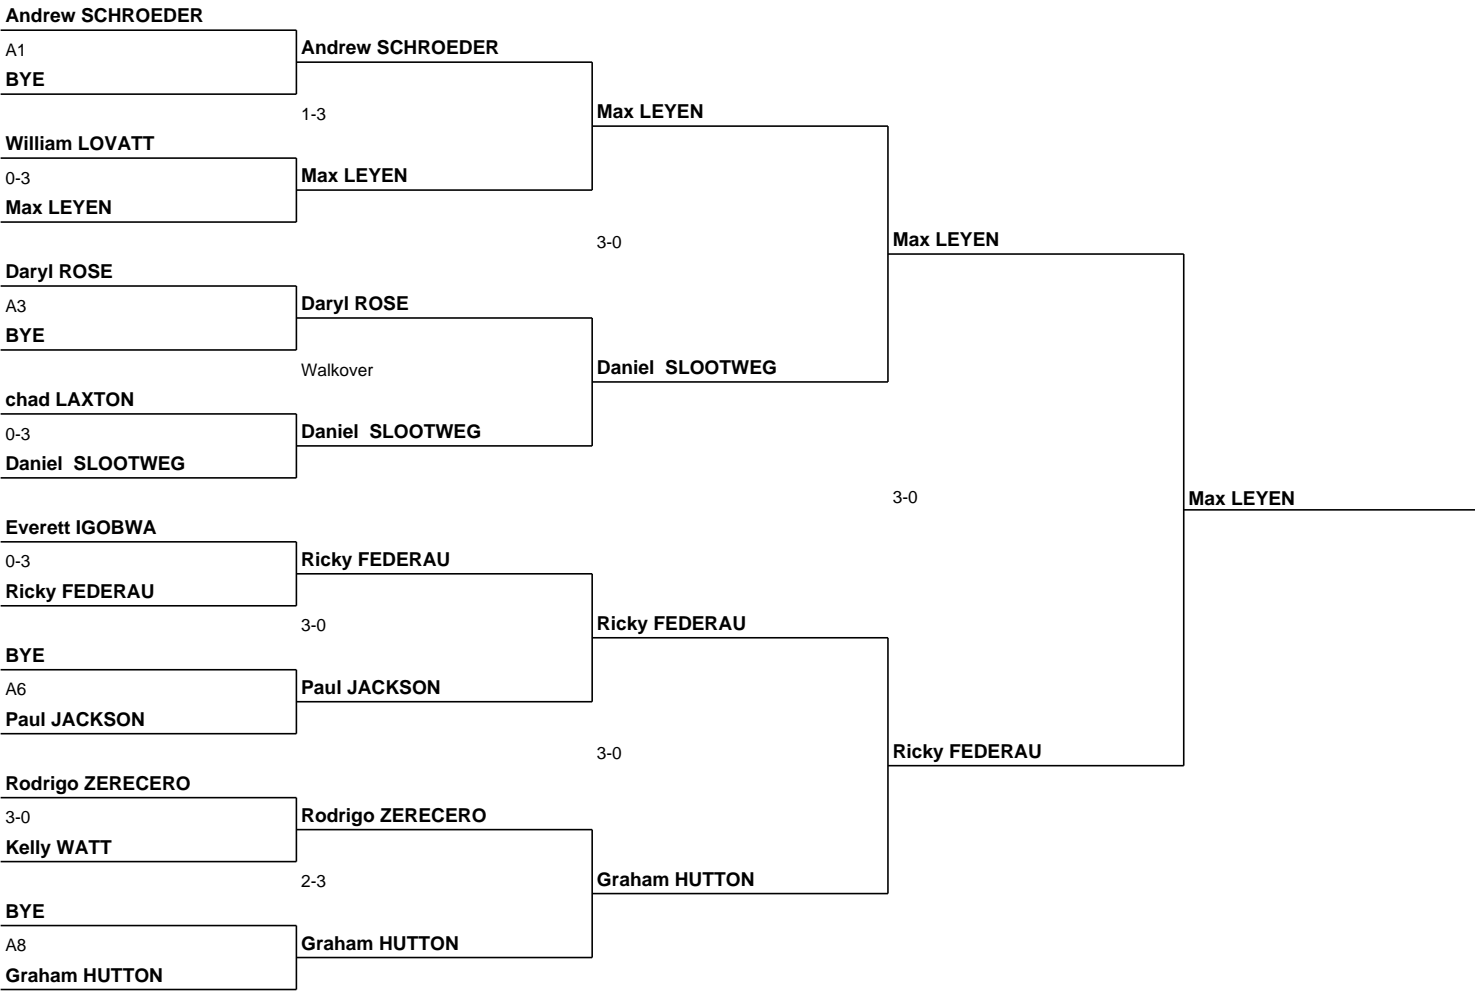 Andrew SCHROEDER
A1
BYE
William LOVATT
0-3
Max LEYEN
Daryl ROSE
A3
BYE
chad LAXTON
0-3
Daniel  SLOOTWEG
Everett IGOBWA
0-3
Ricky FEDERAU
BYE
A6
Paul JACKSON
Rodrigo ZERECERO
3-0
Kelly WATT
BYE
A8
Graham HUTTON
Andrew SCHROEDER
1-3
Max LEYEN
Daryl ROSE
Walkover
Daniel  SLOOTWEG
Ricky FEDERAU
3-0
Paul JACKSON
Rodrigo ZERECERO
2-3
Graham HUTTON
Max LEYEN
3-0
Daniel  SLOOTWEG
Ricky FEDERAU
3-0
Graham HUTTON
Max LEYEN
3-0
Ricky FEDERAU
Max LEYEN